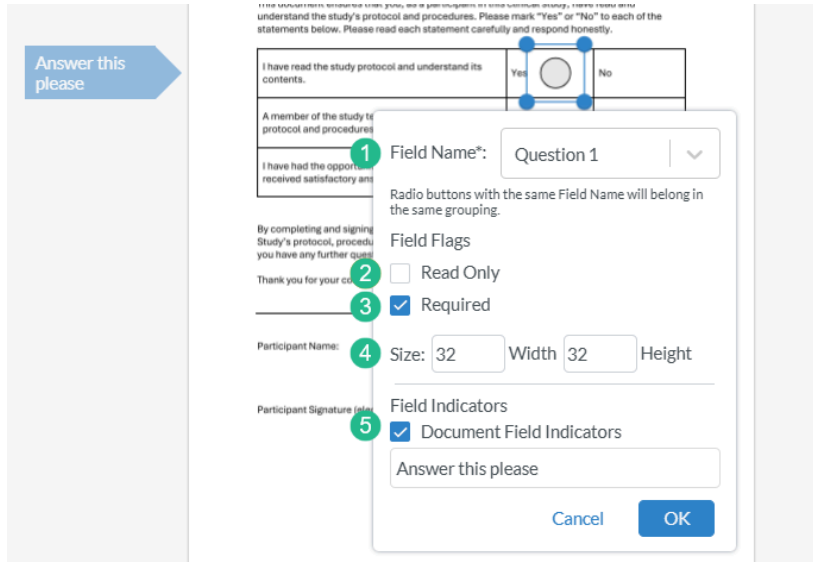 This document ensures that you, as a participant in this clinical study, have read and
understand the study's protocol and procedures. Please mark "Yes" or "No" to each of the
statements below. Please read each statement carefully and respond honestly.
Answer this
please
I have read the study protocol and understand its
contents.
Yes
No
A member of the study
protocol and procedures
I have had the
received satisfactory
1
Field Name*:
Question 1
Radio buttons with the same Field Name will belong in
the same grouping.
By completing and signing
Study's protocol,
you have any further
Thank you for your
Field Flags
2
Read Only
3
Required
Participant Name:
4
Size:
32
Width
32
Height
Participant Signature
Field Indicators
5
Document Field Indicators
Answer this please
Cancel
OK